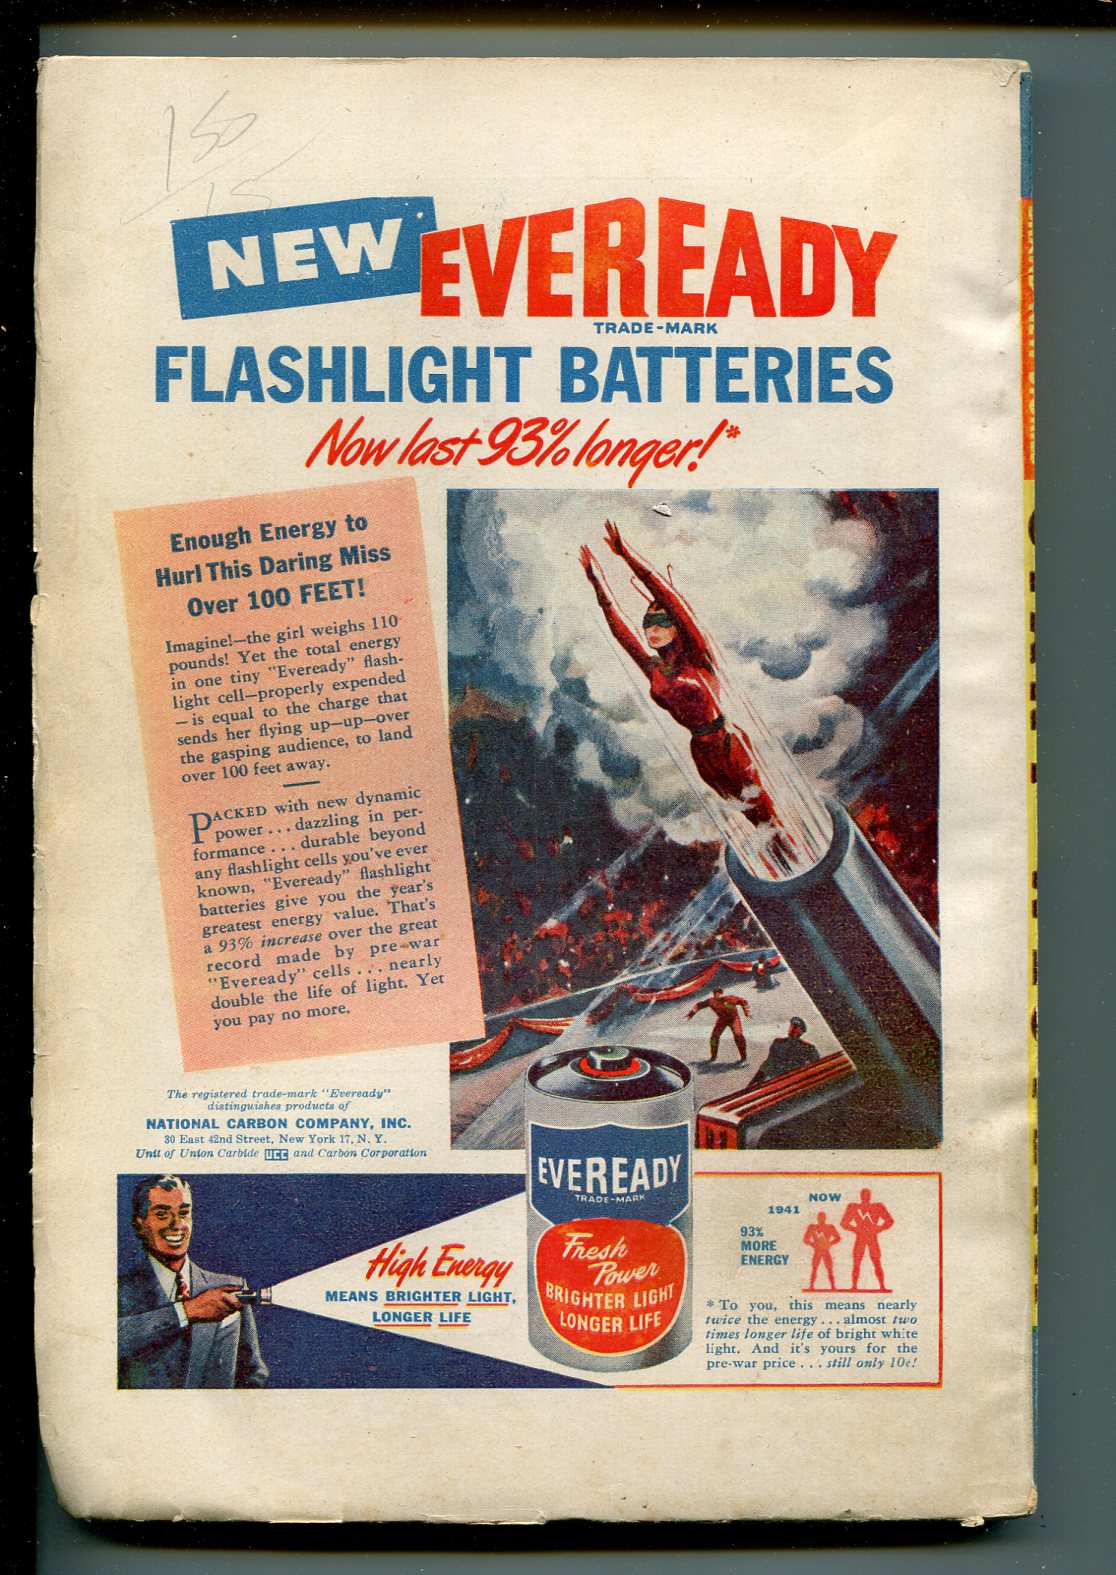 150
15
NEW EVEREADY
TRADE-MARK
FLASHLIGHT BATTERIES
Now last 93% longer!*
Enough Energy to
Hurl This Daring Miss
Over 100 FEET!
Imagine!—the girl weighs 110
pounds! Yet the total energy
in one tiny "Eveready" flash-
light cell—properly expended
—is equal to the charge that
sends her flying up—up—over
the gasping audience, to land
over 100 feet away.
PACKED with new dynamic
power . . . dazzling in per-
formance . . . durable beyond
any flashlight cells you've ever
known, "Eveready" flashlight
batteries give you the year's
greatest energy value. That's
a 93% increase over the great
record made by pre-war
"Eveready" cells . . . nearly
double the life of light. Yet
you pay no more.
The registered trade-mark "Eveready"
distinguishes products of
NATIONAL CARBON COMPANY, INC.
30 East 42nd Street, New York 17, N. Y.
Unit of Union Carbide UCC and Carbon Corporation
High Energy
MEANS BRIGHTER LIGHT,
LONGER LIFE
EVEREADY
TRADE-MARK
Fresh
Power
BRIGHTER LIGHT
LONGER LIFE
NOW
1941
93%
MORE
ENERGY
* To you, this means nearly
twice the energy . . . almost two
times longer life of bright white
light. And it's yours for the
pre-war price . . . still only 10¢!